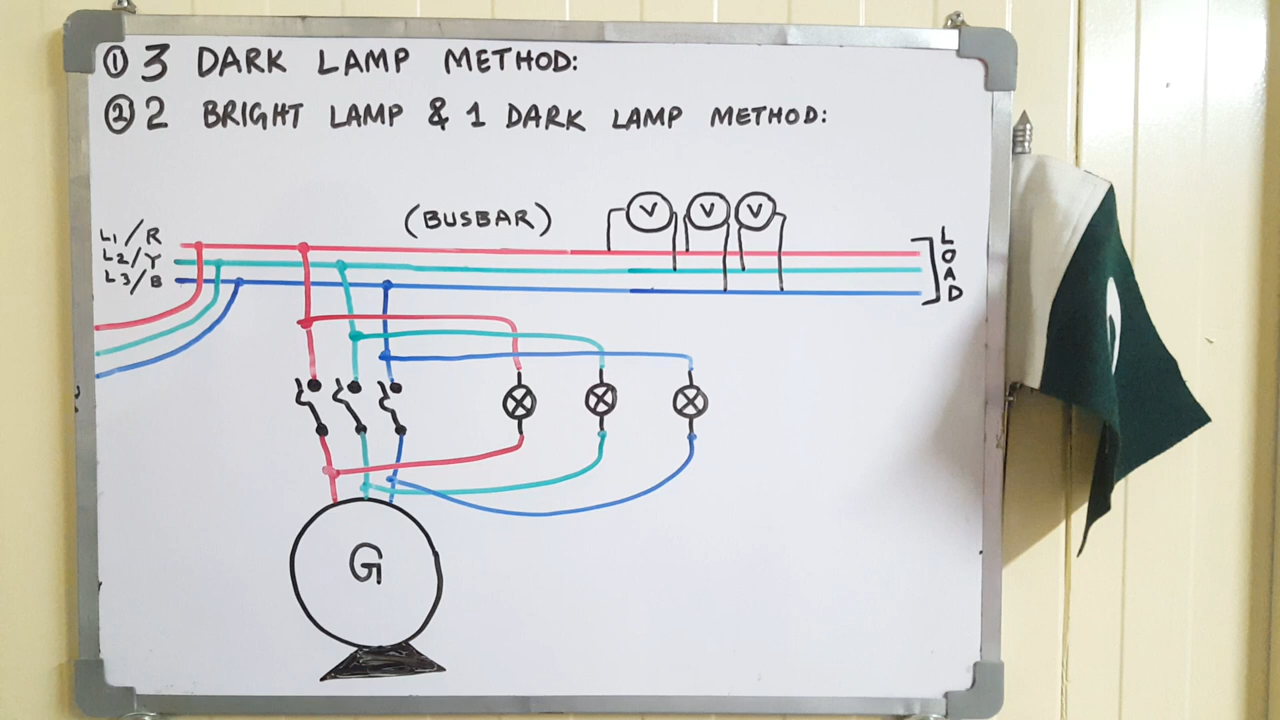 ① 3 DARK LAMP METHOD:
② 2 BRIGHT LAMP & 1 DARK LAMP METHOD:
(BUSBAR)
V V V
L1/R
L2/Y
L3/B
LOAD
G